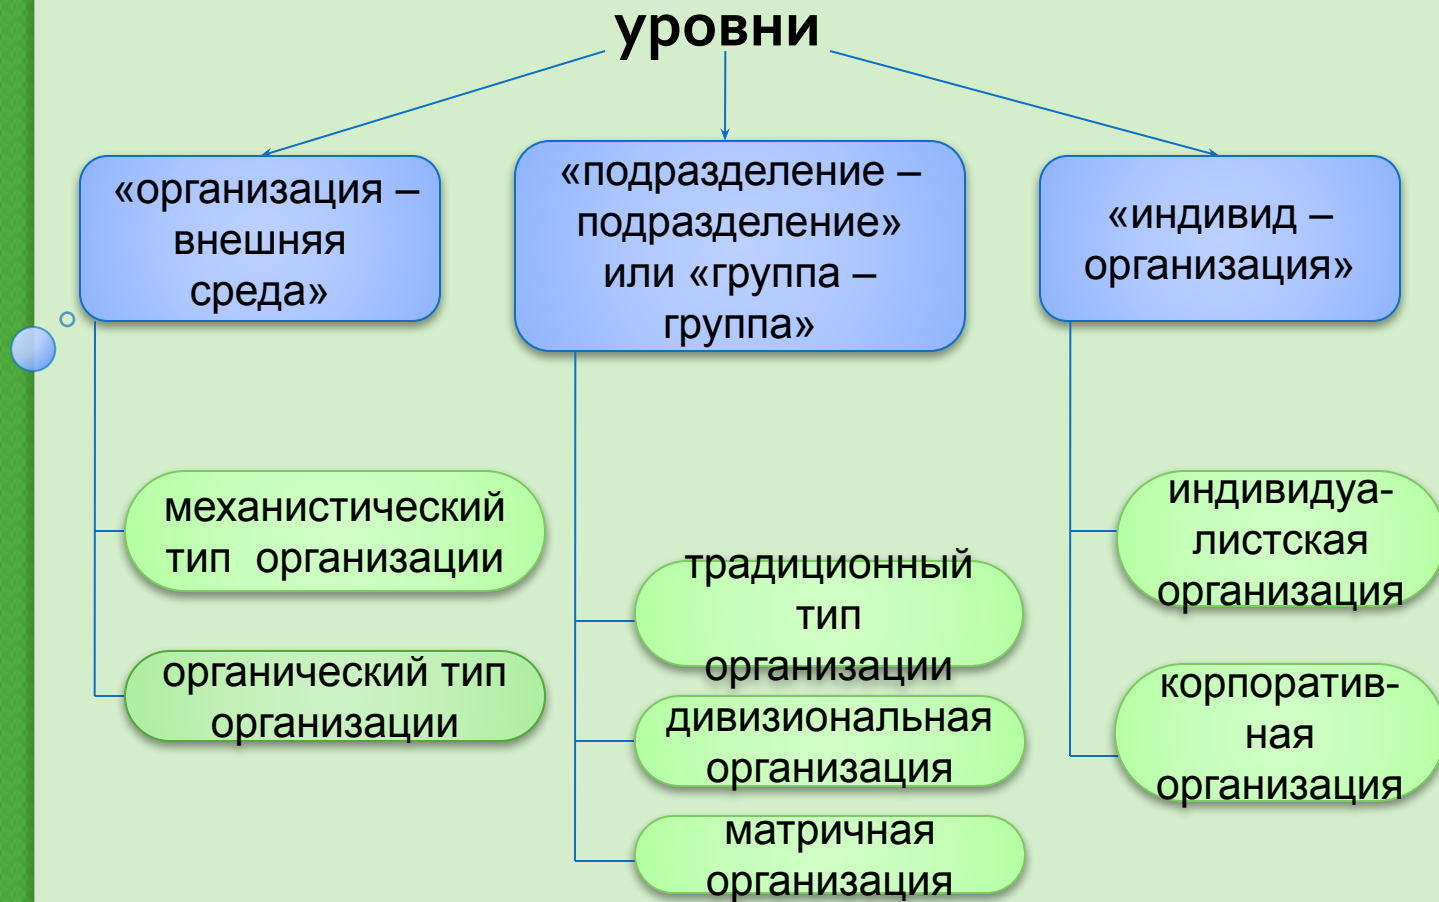 уровни
«организация –
внешняя
среда»
«подразделение –
подразделение»
или «группа –
группа»
«индивид –
организация»
механистический
тип организации
органический тип
организации
традиционный
тип
организации
дивизиональная
организация
матричная
организация
индивидуа-
листская
организация
корпоратив-
ная
организация